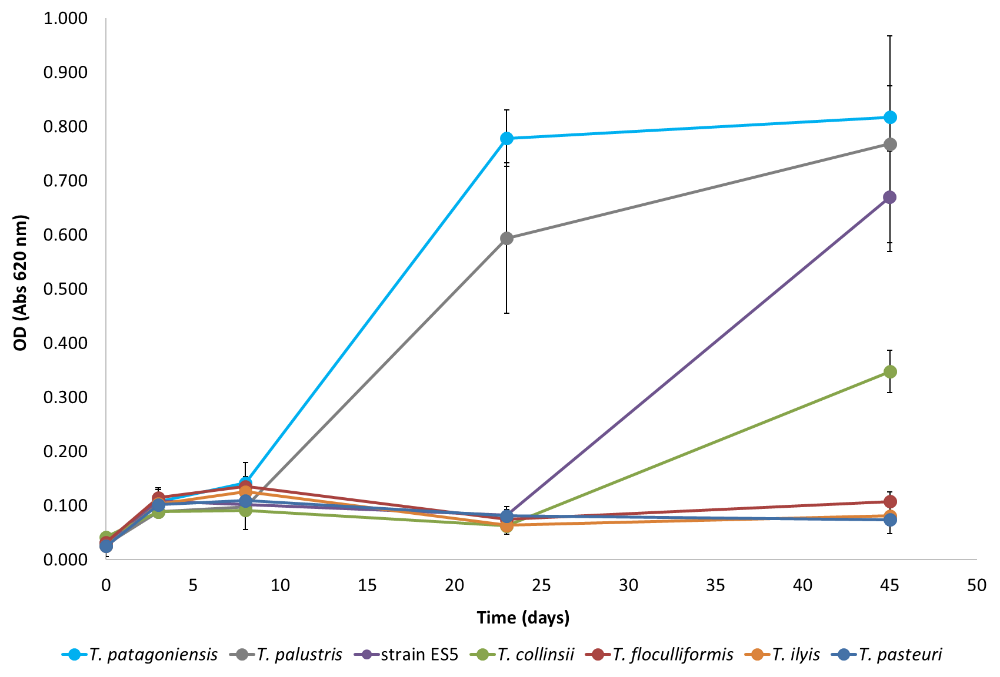 1.000
0.900
0.800
0.700
0.600
0.500
0.400
0.300
0.200
0.100
0.000
OD (Abs 620 nm)
0 5 10 15 20 25 30 35 40 45 50
Time (days)
T. patagoniensis T. palustris strain ES5 T. collinsii T. flocculliformis T. ilyis T. pasteuri